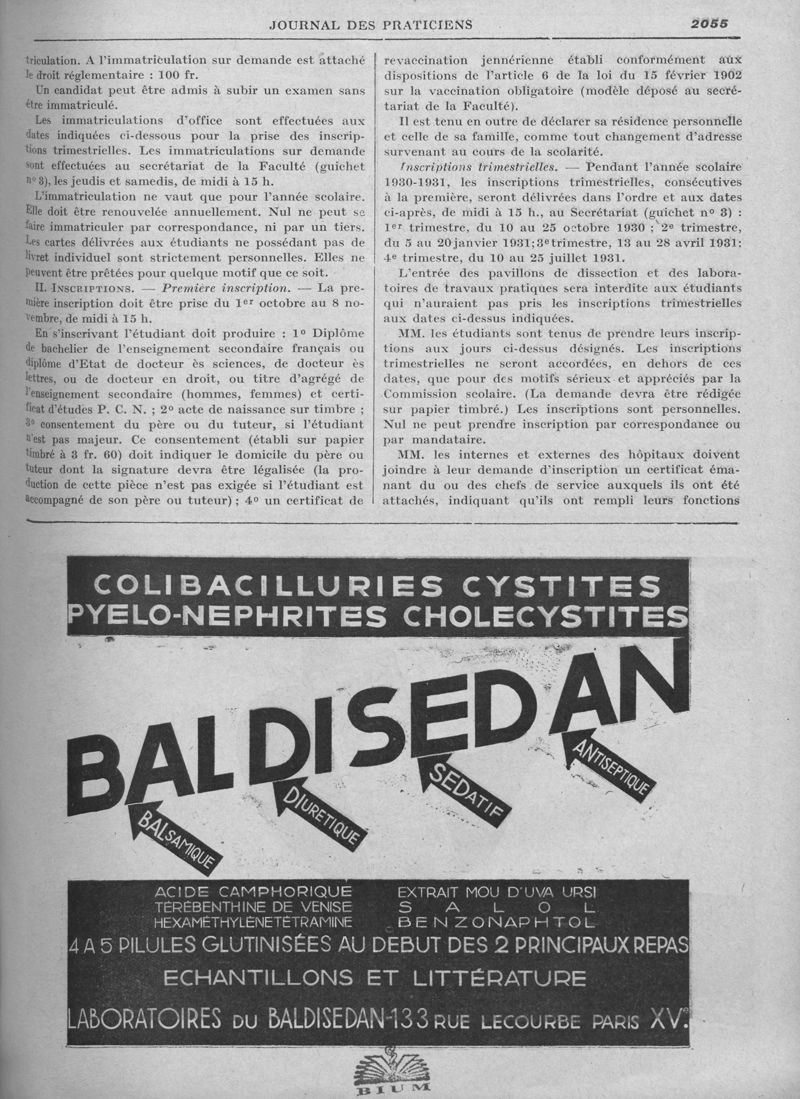 JOURNAL DES PRATICIENS
2055
triculation. A l'immatriculation sur demande est attaché
le droit réglementaire : 100 fr.
Un candidat peut être admis à subir un examen sans
être immatriculé.
Les immatriculations d'office sont effectuées aux
dates indiquées ci-dessous pour la prise des inscrip-
tions trimestrielles. Les immatriculations sur demande
sont effectuées au secrétariat de la Faculté (guichet
n° 3), les jeudis et samedis, de midi à 15 h.
L'immatriculation ne vaut que pour l'année scolaire.
Elle doit être renouvelée annuellement. Nul ne peut se
faire immatriculer par correspondance, ni par un tiers.
Les cartes délivrées aux étudiants ne possédant pas de
livret individuel sont strictement personnelles. Elles ne
peuvent être prêtées pour quelque motif que ce soit.
II. INSCRIPTIONS. — Première inscription. — La pre-
mière inscription doit être prise du 1er octobre au 8 no-
vembre, de midi à 15 h.
En s'inscrivant l'étudiant doit produire : 1° Diplôme
de bachelier de l'enseignement secondaire français ou
diplôme d'Etat de docteur ès sciences, de docteur ès
lettres, ou de docteur en droit, ou titre d'agrégé de
l'enseignement secondaire (hommes, femmes) et certi-
ficat d'études P. C. N. ; 2° acte de naissance sur timbre ;
3° consentement du père ou du tuteur, si l'étudiant
n'est pas majeur. Ce consentement (établi sur papier
timbré à 3 fr. 60) doit indiquer le domicile du père ou
tuteur dont la signature devra être légalisée (la pro-
duction de cette pièce n'est pas exigée si l'étudiant est
accompagné de son père ou tuteur) ; 4° un certificat de
revaccination jennérienne établi conformément aux
dispositions de l'article 6 de la loi du 15 février 1902
sur la vaccination obligatoire (modèle déposé au secré-
tariat de la Faculté).
Il est tenu en outre de déclarer sa résidence personnelle
et celle de sa famille, comme tout changement d'adresse
survenant au cours de la scolarité.
Inscriptions trimestrielles. — Pendant l'année scolaire
1930-1931, les inscriptions trimestrielles, consécutives
à la première, seront délivrées dans l'ordre et aux dates
ci-après, de midi à 15 h., au Secrétariat (guichet n° 3) :
1er trimestre, du 10 au 25 octobre 1930 ; 2e trimestre,
du 5 au 20 janvier 1931 ; 3e trimestre, 13 au 28 avril 1931 ;
4e trimestre, du 10 au 25 juillet 1931.
L'entrée des pavillons de dissection et des labora-
toires de travaux pratiques sera interdite aux étudiants
qui n'auraient pas pris les inscriptions trimestrielles
aux dates ci-dessus indiquées.
MM. les étudiants sont tenus de prendre leurs inscrip-
tions aux jours ci-dessus désignés. Les inscriptions
trimestrielles ne seront accordées, en dehors de ces
dates, que pour des motifs sérieux et appréciés par la
Commission scolaire. (La demande devra être rédigée
sur papier timbré.) Les inscriptions sont personnelles.
Nul ne peut prendre inscription par correspondance ou
par mandataire.
MM. les internes et externes des hôpitaux doivent
joindre à leur demande d'inscription un certificat éma-
nant du ou des chefs de service auxquels ils ont été
attachés, indiquant qu'ils ont rempli leurs fonctions
COLIBACILLURIES CYSTITES
PYELO-NEPHRITES CHOLECYSTITES
BALDISEDAN
BALSAMIQUE
DIURETIQUE
SEDATIF
ANTISEPTIQUE
ACIDE CAMPHORIQUE
TÉRÉBENTHINE DE VENISE
HEXAMÉTHYLÈNETÉTRAMINE
EXTRAIT MOU D'UVA URSI
SALOL
BENZONAPHTOL
4 A 5 PILULES GLUTINISÉES AU DEBUT DES 2 PRINCIPAUX REPAS
ECHANTILLONS ET LITTÉRATURE
LABORATOIRES DU BALDISEDAN-133 RUE LECOURBE PARIS XVe
BIUM